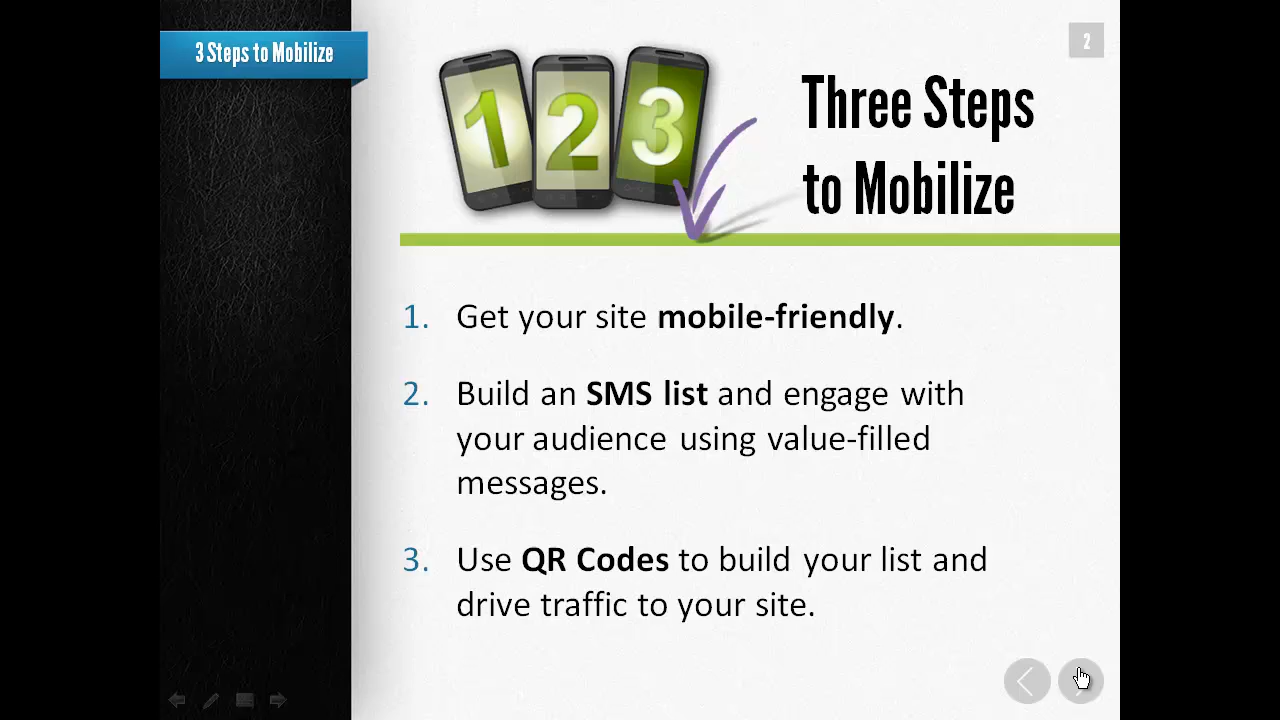 3 Steps to Mobilize
2
1 2 3
Three Steps
to Mobilize
1. Get your site mobile-friendly.
2. Build an SMS list and engage with
your audience using value-filled
messages.
3. Use QR Codes to build your list and
drive traffic to your site.